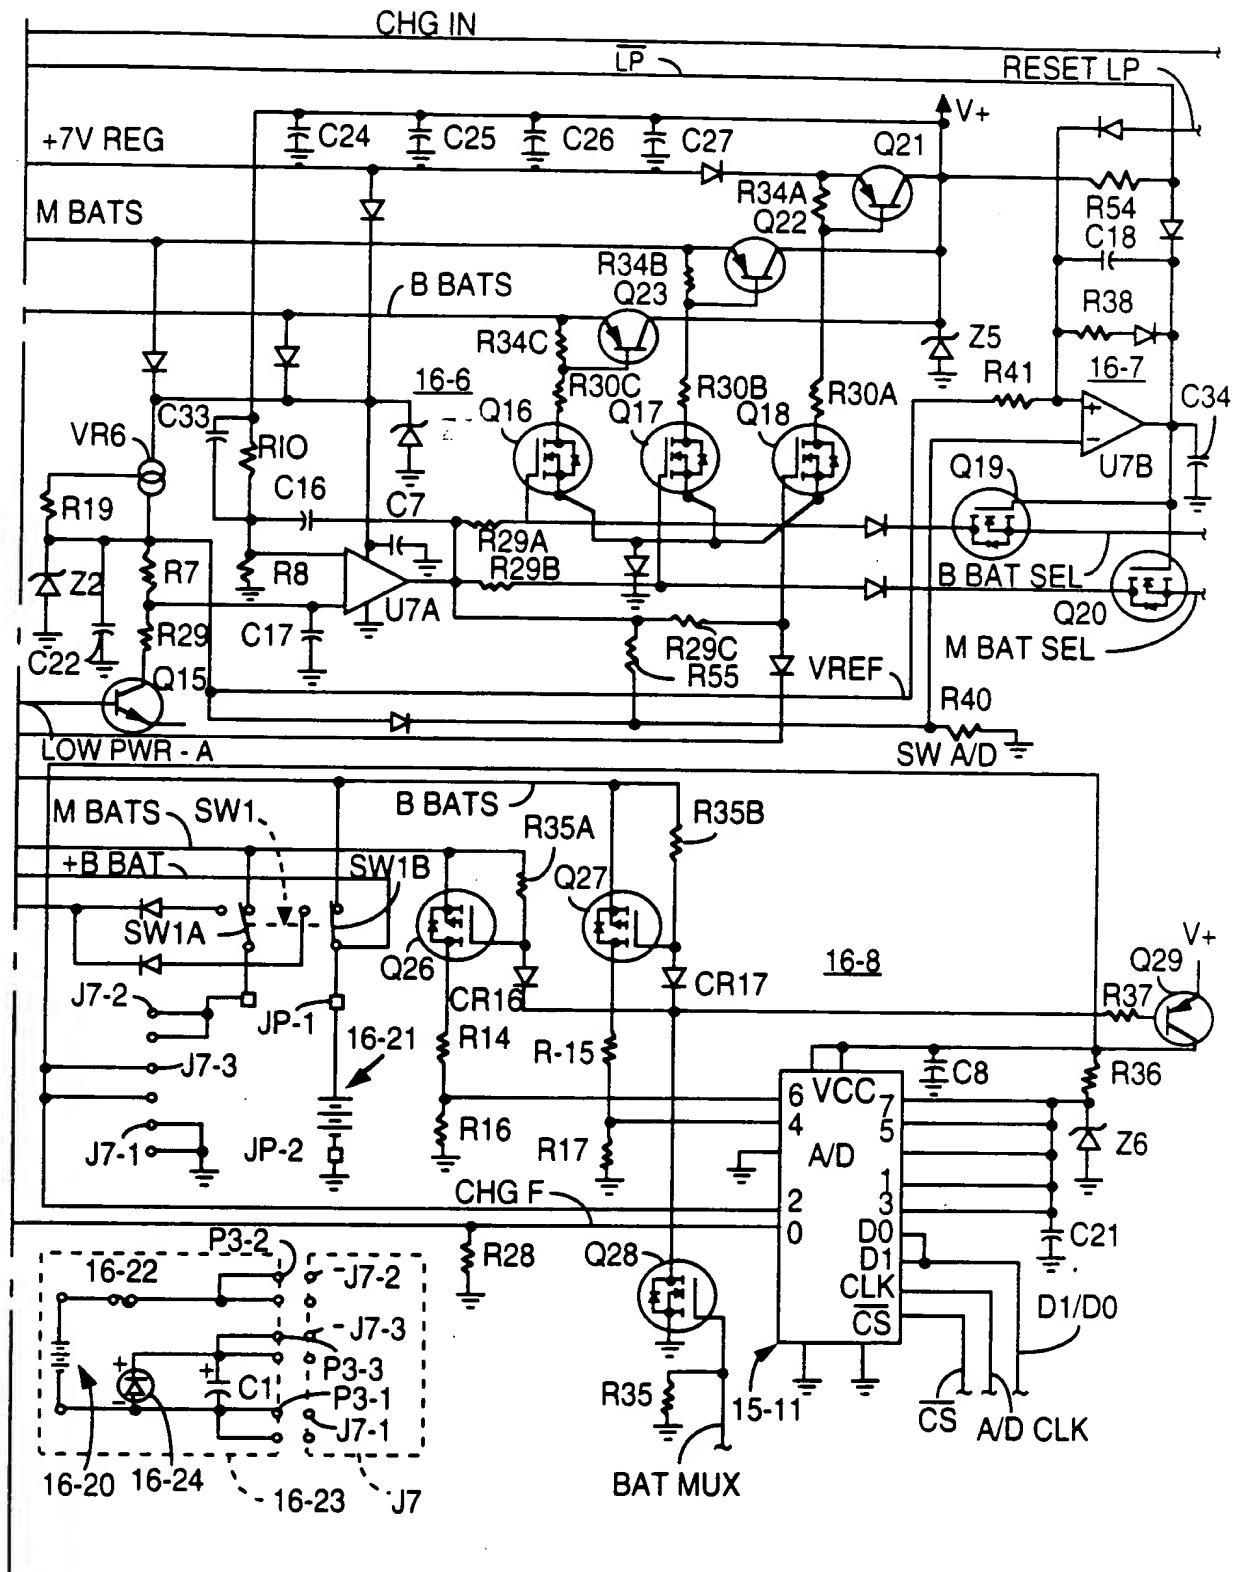 CHG IN
LP
RESET LP
V+
+7V REG
C24
C25
C26
C27
Q21
R34A
M BATS
Q22
R54
C18
R34B
B BATS
Q23
R38
R34C
Z5
16-6
R30C
R30B
R30A
R41
16-7
C33
Q16
Q17
Q18
C34
VR6
R10
U7B
Q19
C16
C7
R19
R29A
R29B
B BAT SEL
Z2
R7
R8
U7A
Q20
C22
R29
C17
R29C
M BAT SEL
Q15
R55
VREF
R40
LOW PWR - A
SW A/D
M BATS
SW1
B BATS
R35A
R35B
+B BAT
SW1B
Q27
SW1A
Q26
V+
16-8
Q29
J7-2
CR16
CR17
R37
JP-1
16-21
R14
R-15
J7-3
C8
R36
6
VCC
7
4
5
R16
J7-1
JP-2
R17
A/D
Z6
1
CHG F
2
3
0
D0
C21
P3-2
R28
Q28
D1
16-22
J7-2
CLK
D1/D0
J7-3
CS
+
+
P3-3
C1
P3-1
R35
15-11
-
J7-1
CS
A/D CLK
16-20
16-24
16-23
J7
BAT MUX